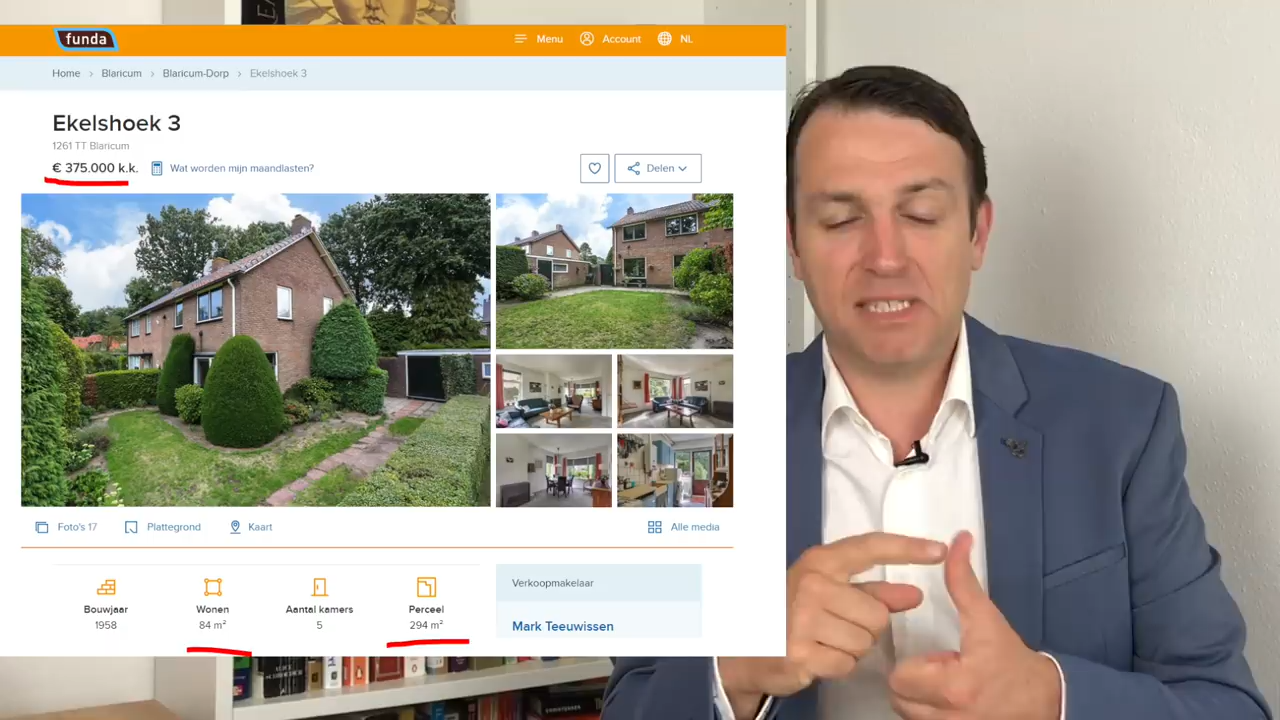 funda
Menu
Account
NL
Home > Blaricum > Blaricum-Dorp > Ekelshoek 3
Ekelshoek 3
1261 TT Blaricum
€ 375.000 k.k.
Wat worden mijn maandlasten?
Delen
Foto's 17
Plattegrond
Kaart
Alle media
Bouwjaar
1958
Wonen
84 m²
Aantal kamers
5
Perceel
294 m²
Verkoopmakelaar
Mark Teeuwissen